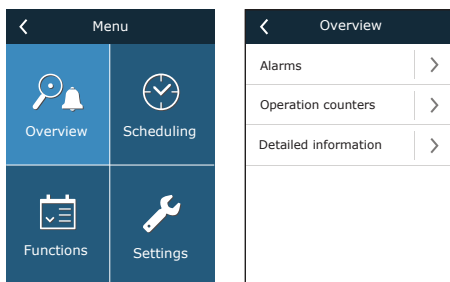 Menu
Overview
Scheduling
Functions
Settings
Overview
Alarms
Operation counters
Detailed information